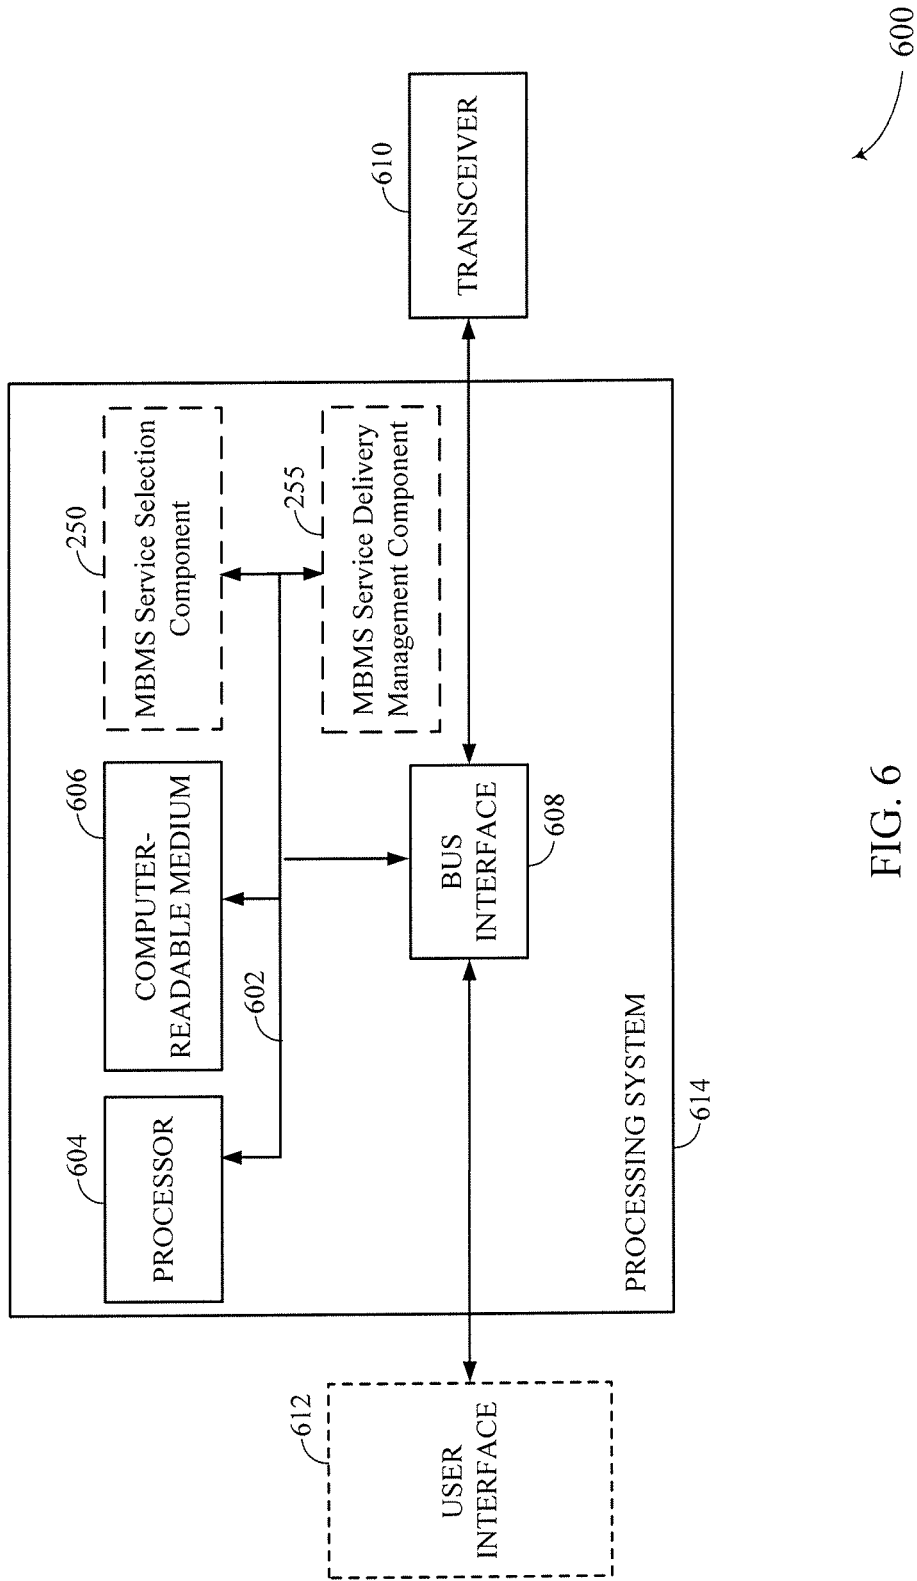 600
610
TRANSCEIVER
250
MBMS Service Selection
Component
255
MBMS Service Delivery
Management Component
606
COMPUTER-
READABLE MEDIUM
604
PROCESSOR
602
BUS
INTERFACE
608
PROCESSING SYSTEM
614
612
USER
INTERFACE
FIG. 6